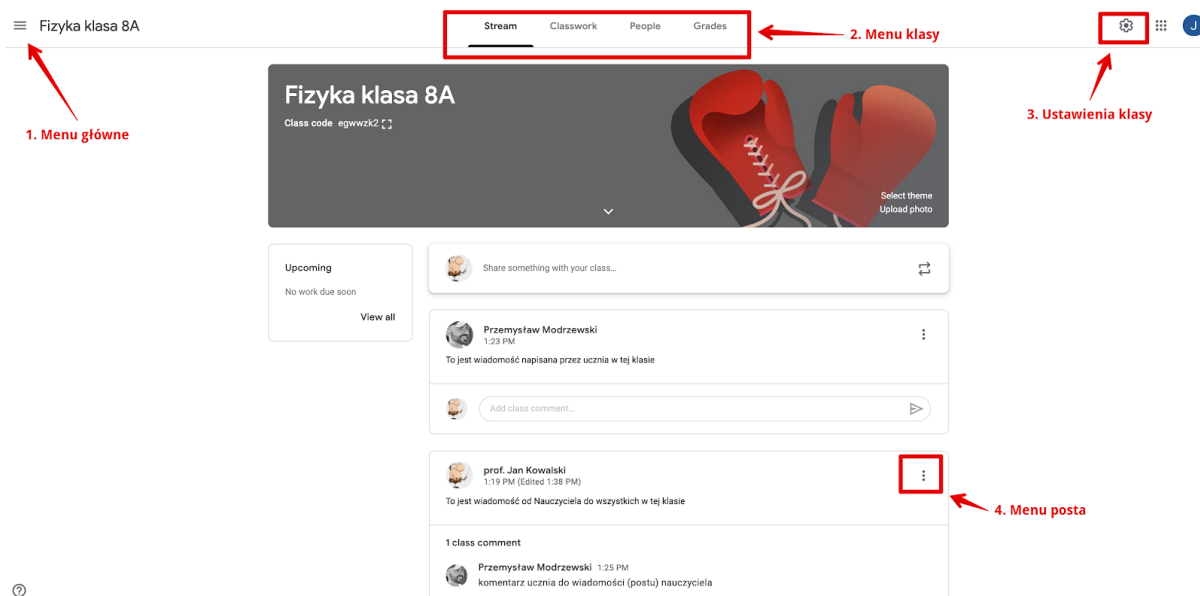 Fizyka klasa 8A
Stream Classwork People Grades
J
1. Menu główne
2. Menu klasy
3. Ustawienia klasy
Fizyka klasa 8A
Class code egwwzk2
Select theme
Upload photo
Upcoming
No work due soon
View all
Share something with your class...
Przemysław Modrzewski
1:23 PM
To jest wiadomość napisana przez ucznia w tej klasie
Add class comment...
prof. Jan Kowalski
1:19 PM (Edited 1:38 PM)
To jest wiadomość od Nauczyciela do wszystkich w tej klasie
4. Menu posta
1 class comment
Przemysław Modrzewski 1:25 PM
komentarz ucznia do wiadomości (postu) nauczyciela